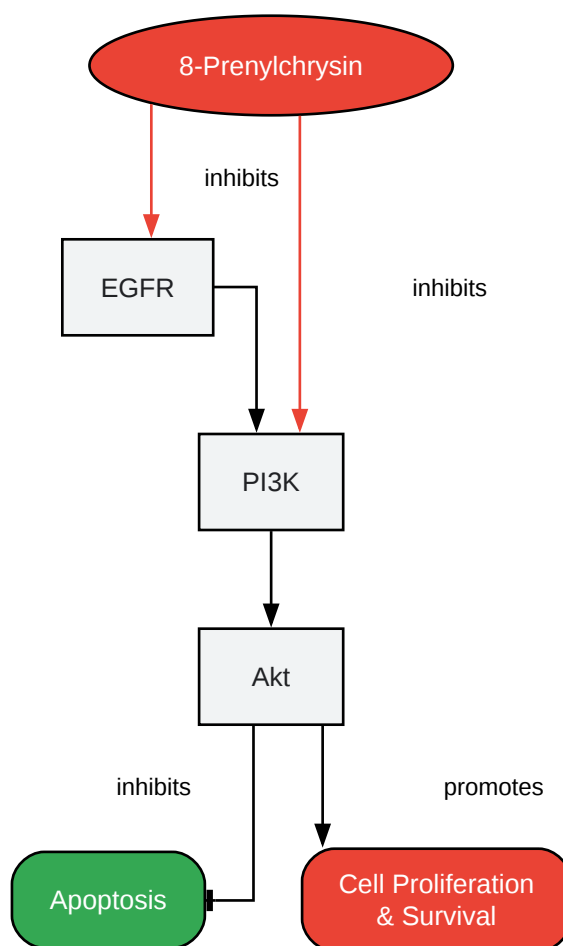 8-Prenylchrysin
inhibits
EGFR
inhibits
PI3K
Akt
inhibits
promotes
Apoptosis
Cell Proliferation
& Survival